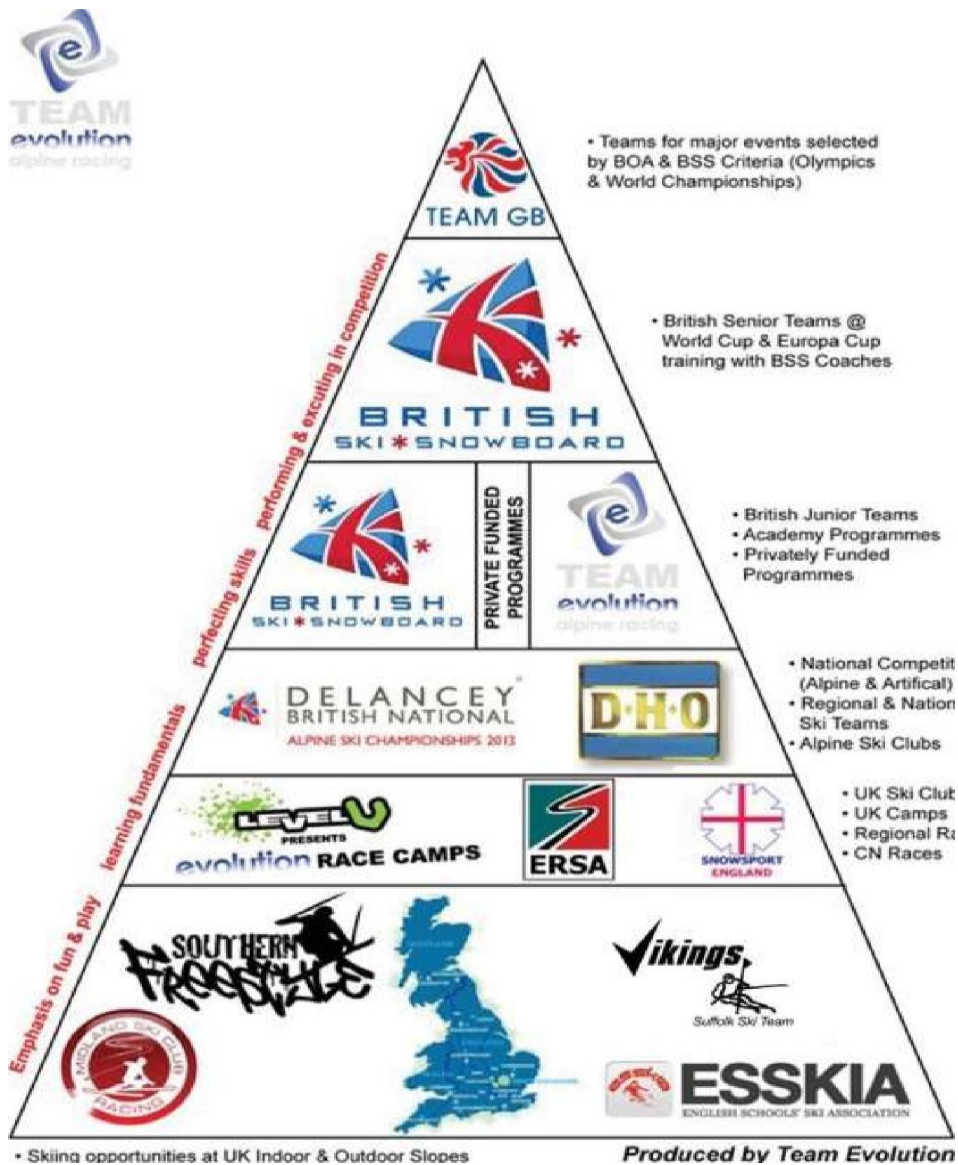 e
TEAM
evolution
alpine racing
TEAM GB
• Teams for major events selected
by BOA & BSS Criteria (Olympics
& World Championships)
performing & excuting in competition
BRITISH
SKI*SNOWBOARD
• British Senior Teams @
World Cup & Europa Cup
training with BSS Coaches
perfecting skills
BRITISH
SKI*SNOWBOARD
PRIVATE FUNDED
PROGRAMMES
e
TEAM
evolution
alpine racing
• British Junior Teams
• Academy Programmes
• Privately Funded
Programmes
learning fundamentals
DELANCEY
BRITISH NATIONAL
ALPINE SKI CHAMPIONSHIPS 2013
D·H·O
• National Competit
(Alpine & Artifical)
• Regional & Nation
Ski Teams
• Alpine Ski Clubs
LEVELU
PRESENTS
evolution RACE CAMPS
ERSA
SNOWSPORT
ENGLAND
• UK Ski Club
• UK Camps
• Regional Ra
• CN Races
Emphasis on fun & play
SOUTHERN
FREESTYLE
Vikings
Suffolk Ski Team
MIDLAND SKI CLUB
RACING
ESSKIA
ENGLISH SCHOOLS' SKI ASSOCIATION
• Skiing opportunities at UK Indoor & Outdoor Slopes
Produced by Team Evolution